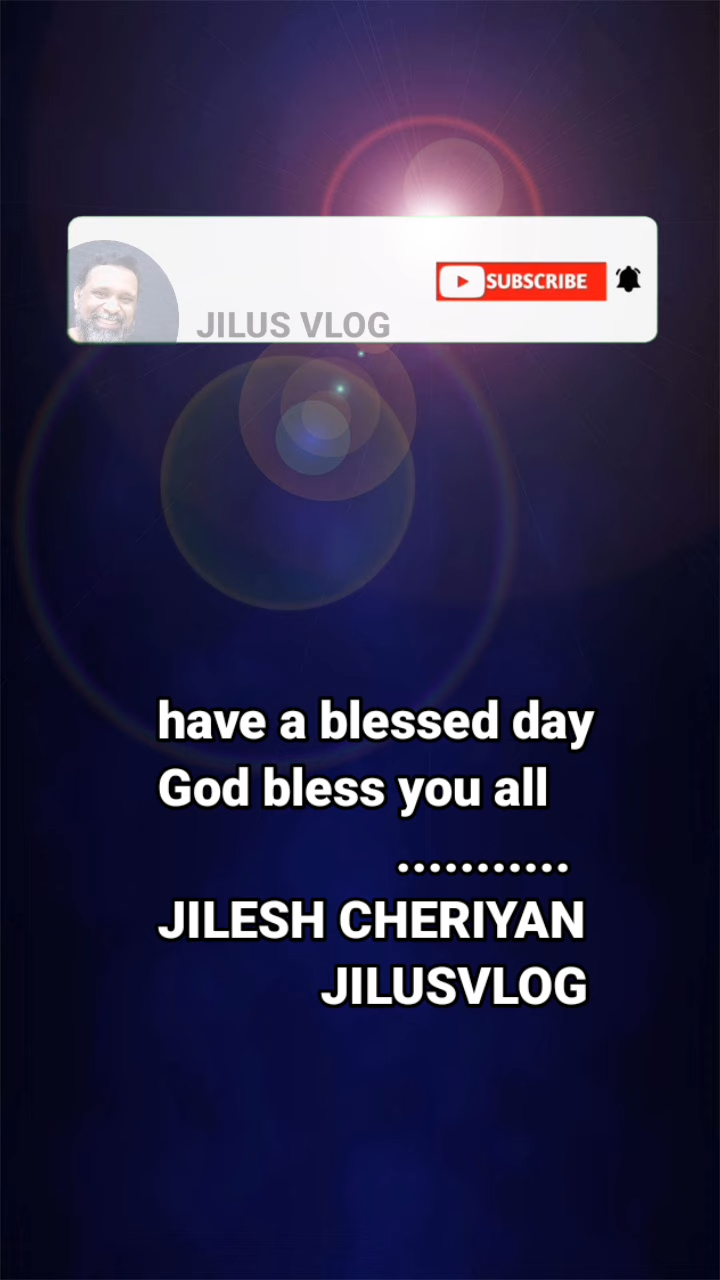 SUBSCRIBE
JILUS VLOG
have a blessed day
God bless you all
...........
JILESH CHERIYAN
JILUSVLOG